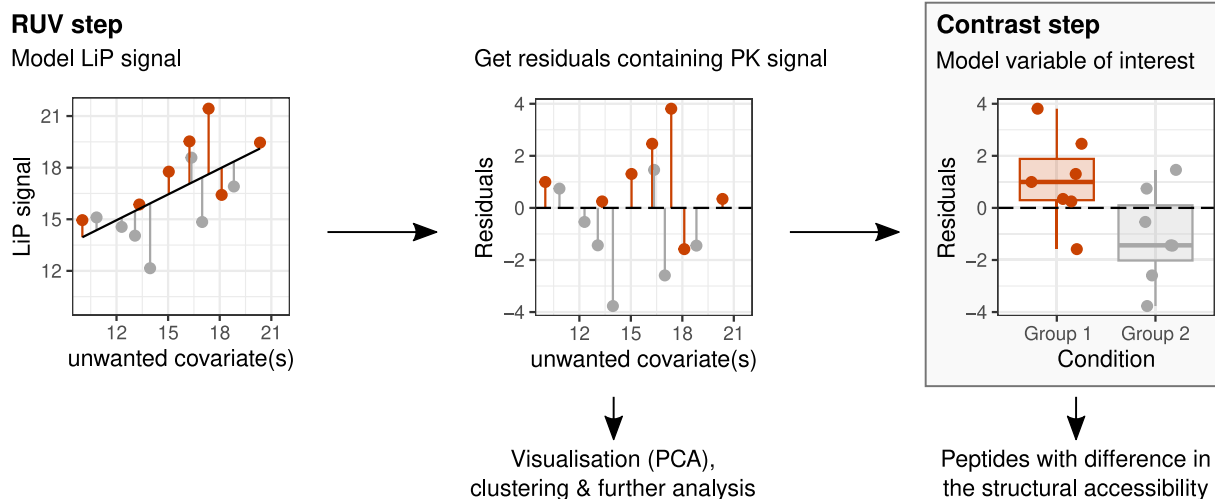 RUV step
Model LiP signal
21
18
15
12
LiP signal
12 15 18 21
unwanted covariate(s)
Get residuals containing PK signal
4
2
0
−2
−4
Residuals
12 15 18 21
unwanted covariate(s)
Visualisation (PCA),
clustering & further analysis
Contrast step
Model variable of interest
4
2
0
−2
−4
Residuals
Group 1 Group 2
Condition
Peptides with difference in
the structural accessibility